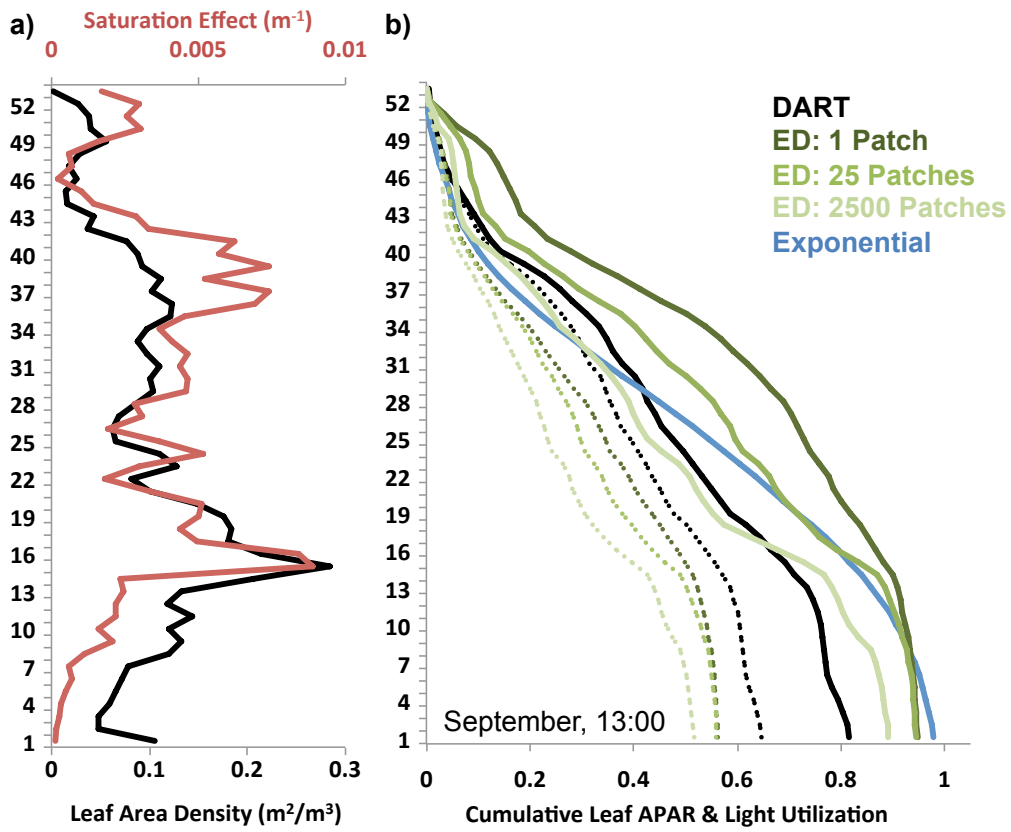 a)
Saturation Effect (m⁻¹)
0 0.005 0.01
52
49
46
43
40
37
34
31
28
25
22
19
16
13
10
7
4
1
0 0.1 0.2 0.3
Leaf Area Density (m²/m³)
b)
DART
ED: 1 Patch
ED: 25 Patches
ED: 2500 Patches
Exponential
52
49
46
43
40
37
34
31
28
25
22
19
16
13
10
7
4
1
September, 13:00
0 0.2 0.4 0.6 0.8 1
Cumulative Leaf APAR & Light Utilization